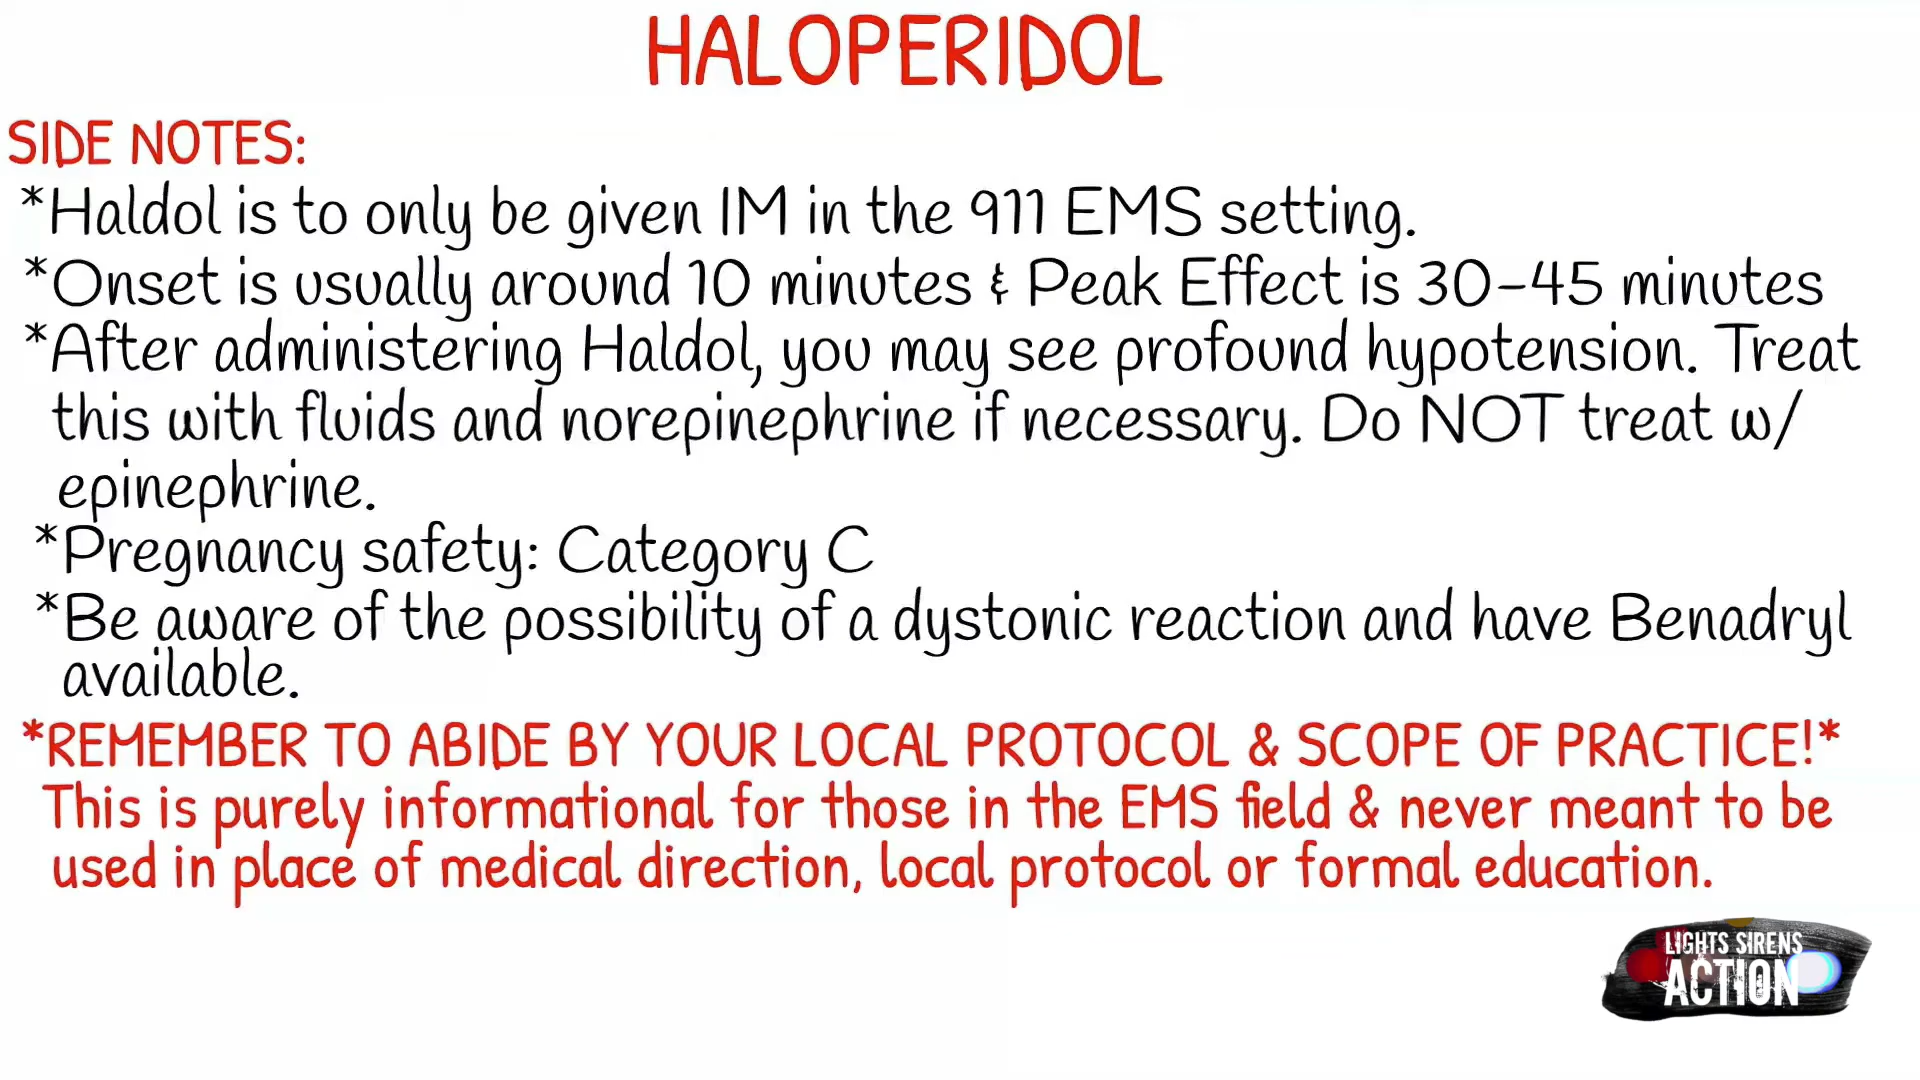 HALOPERIDOL
SIDE NOTES:
*Haldol is to only be given IM in the 911 EMS setting.
*Onset is usually around 10 minutes & Peak Effect is 30-45 minutes
*After administering Haldol, you may see profound hypotension. Treat
this with fluids and norepinephrine if necessary. Do NOT treat w/
epinephrine.
*Pregnancy safety: Category C
*Be aware of the possibility of a dystonic reaction and have Benadryl
available.
*REMEMBER TO ABIDE BY YOUR LOCAL PROTOCOL & SCOPE OF PRACTICE!*
This is purely informational for those in the EMS field & never meant to be
used in place of medical direction, local protocol or formal education.
LIGHTS SIRENS
ACTION